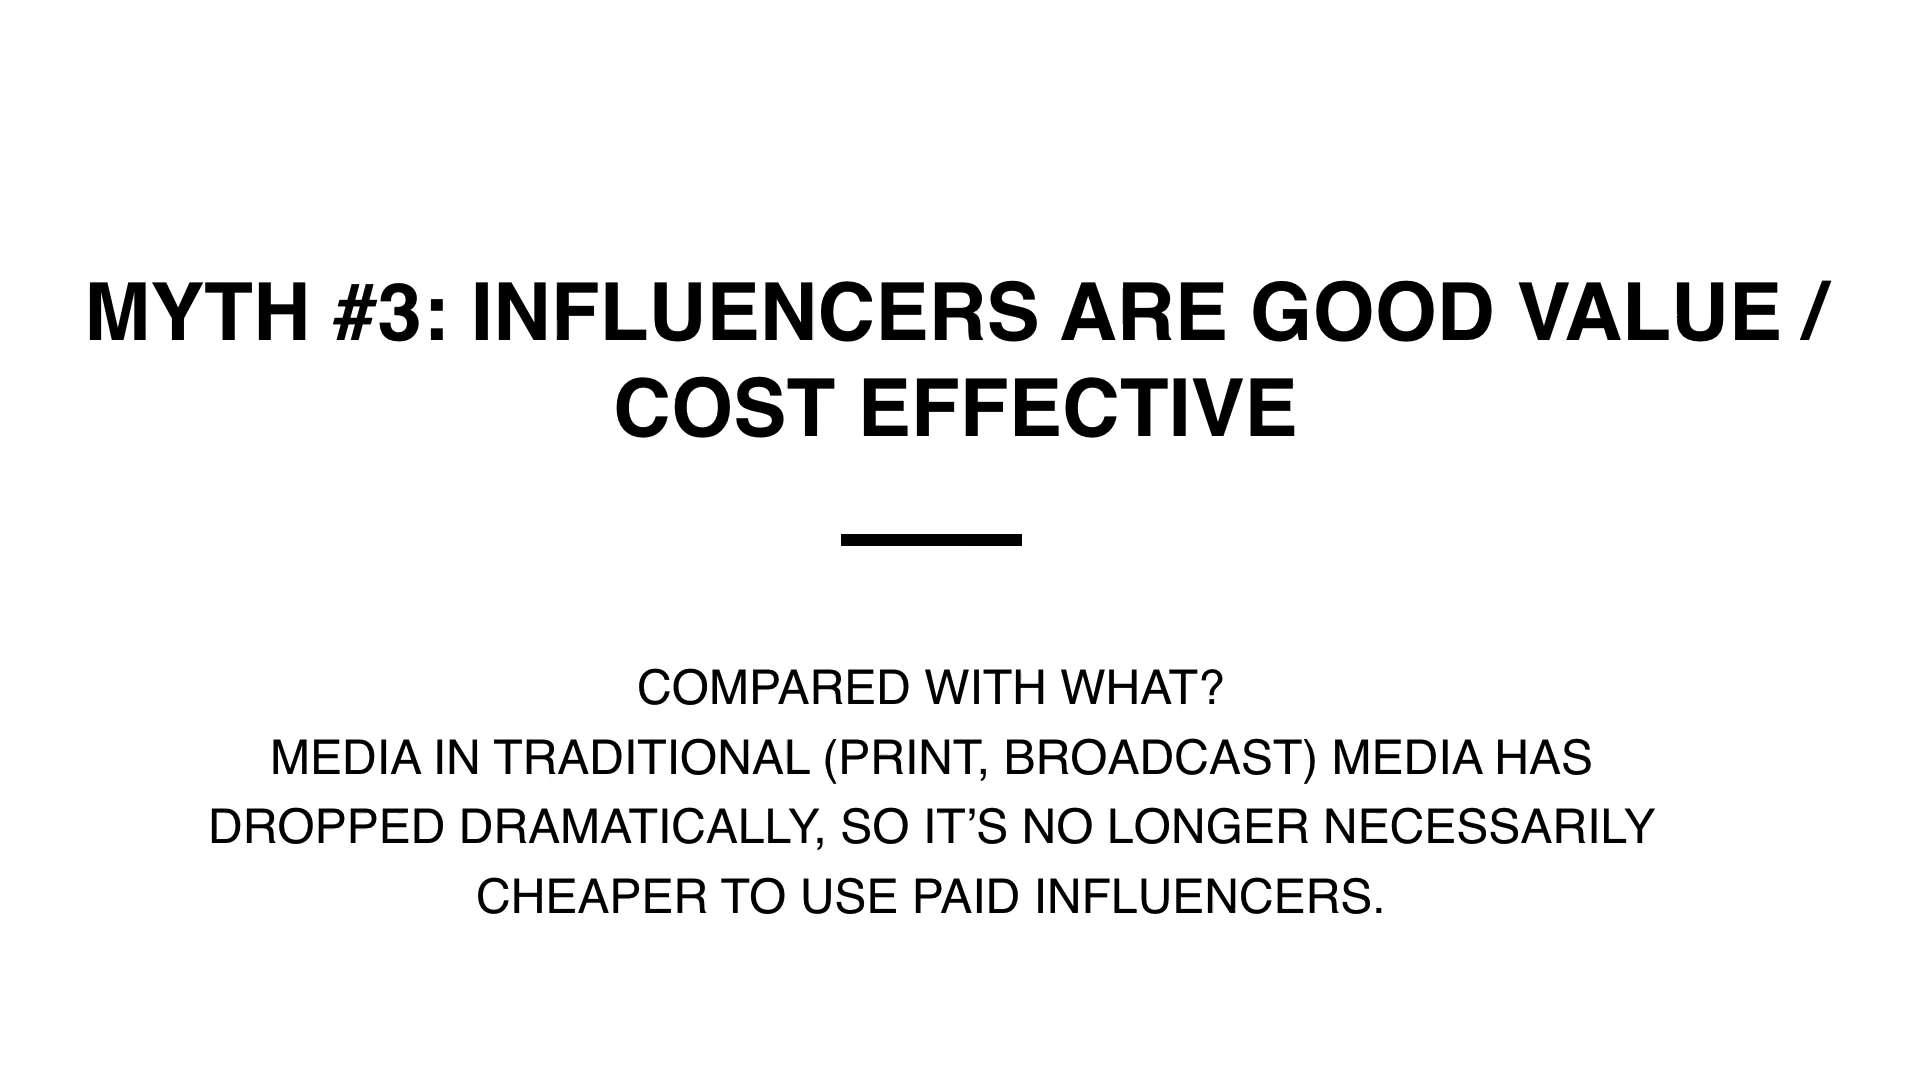 MYTH #3: INFLUENCERS ARE GOOD VALUE /
COST EFFECTIVE
COMPARED WITH WHAT?
MEDIA IN TRADITIONAL (PRINT, BROADCAST) MEDIA HAS
DROPPED DRAMATICALLY, SO IT’S NO LONGER NECESSARILY
CHEAPER TO USE PAID INFLUENCERS.